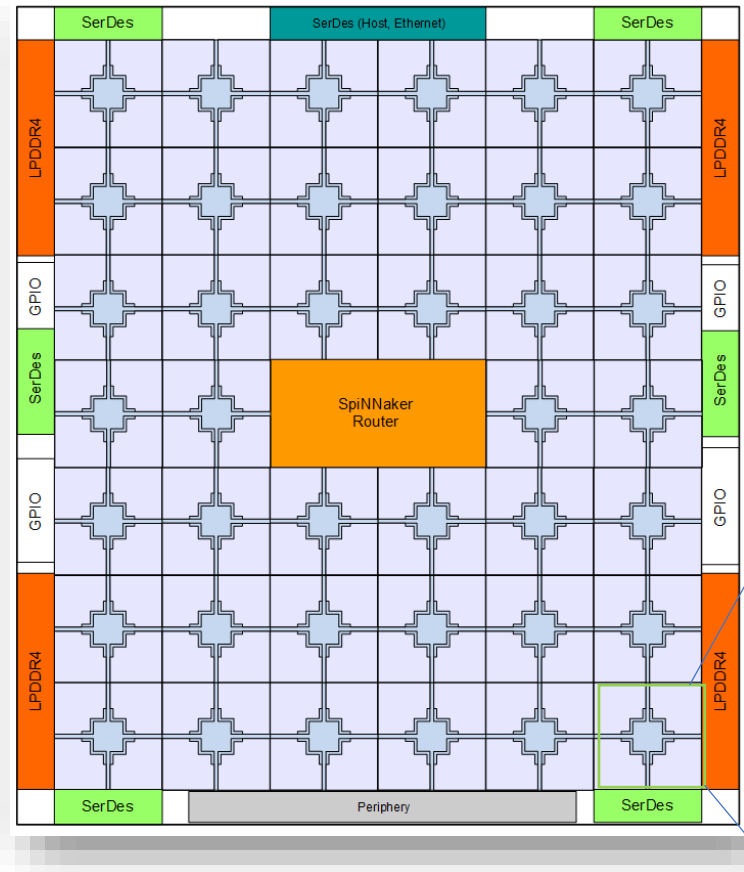 SerDes
SerDes (Host, Ethernet)
SerDes
LPDDR4
LPDDR4
GPIO
GPIO
SerDes
SerDes
SpiNNaker
Router
GPIO
GPIO
LPDDR4
LPDDR4
SerDes
Periphery
SerDes